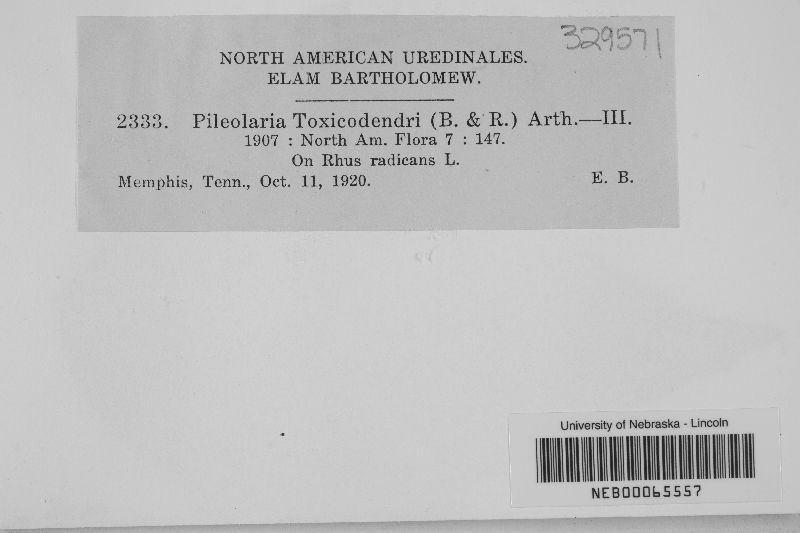 329571
NORTH AMERICAN UREDINALES.
ELAM BARTHOLOMEW.
2333. Pileolaria Toxicodendri (B. & R.) Arth.—III.
1907 : North Am. Flora 7 : 147.
On Rhus radicans L.
Memphis, Tenn., Oct. 11, 1920. E. B.
University of Nebraska - Lincoln
NEB00065557